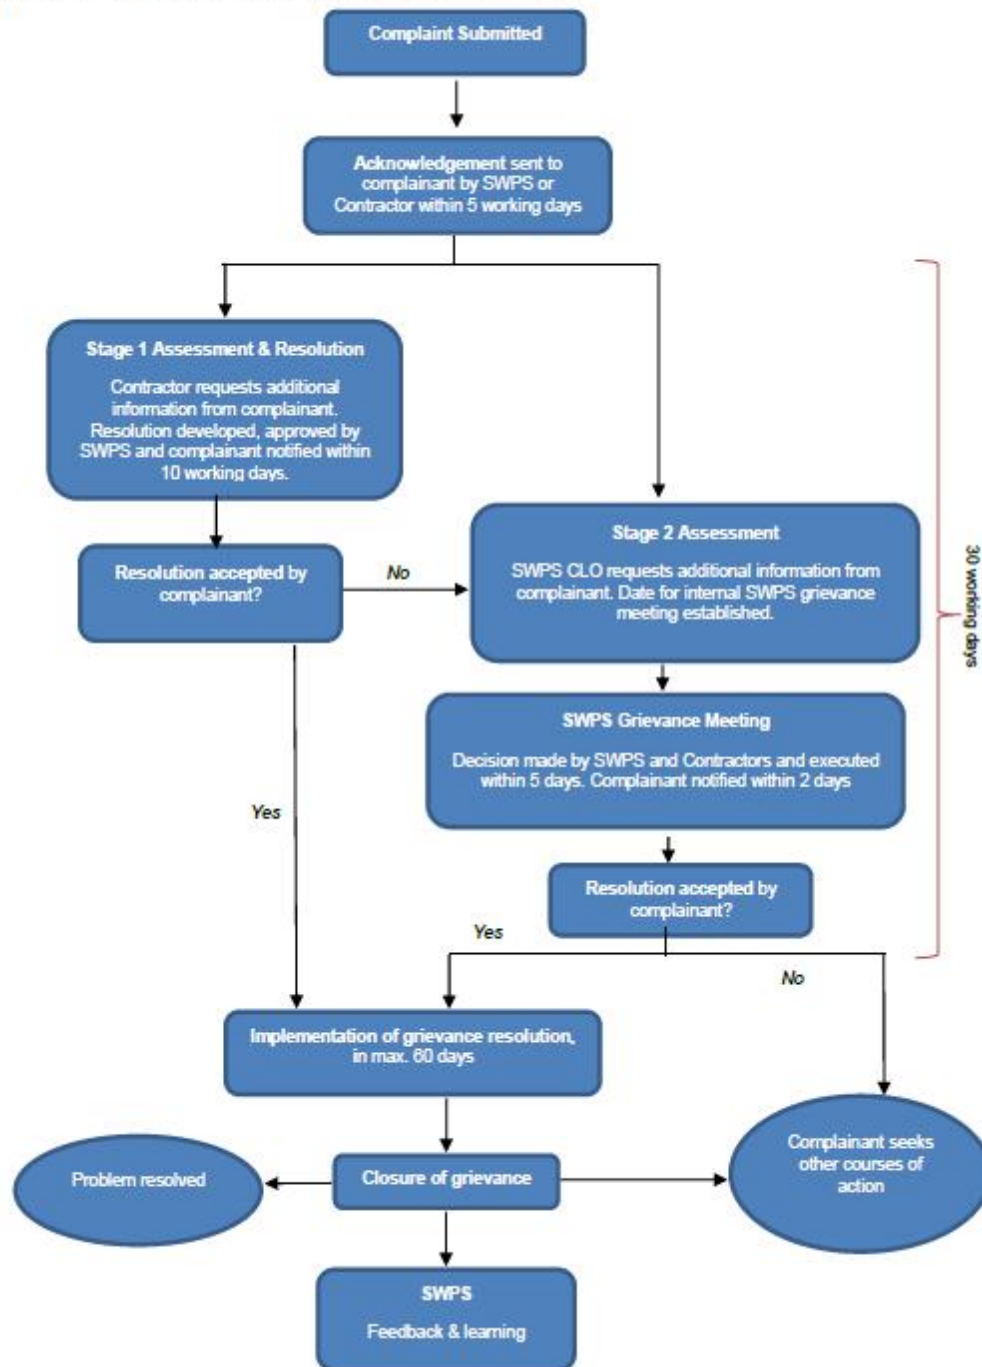 Complaint Submitted
Acknowledgement sent to
complainant by SWPS or
Contractor within 5 working days
Stage 1 Assessment & Resolution
Contractor requests additional
information from complainant.
Resolution developed, approved by
SWPS and complainant notified within
10 working days.
Resolution accepted by
complainant?
No
Stage 2 Assessment
SWPS CLO requests additional information from
complainant. Date for internal SWPS grievance
meeting established.
30 working days
SWPS Grievance Meeting
Decision made by SWPS and Contractors and executed
within 5 days. Complainant notified within 2 days
Yes
Resolution accepted by
complainant?
Yes
No
Implementation of grievance resolution,
in max. 60 days
Problem resolved
Closure of grievance
Complainant seeks
other courses of
action
SWPS
Feedback & learning